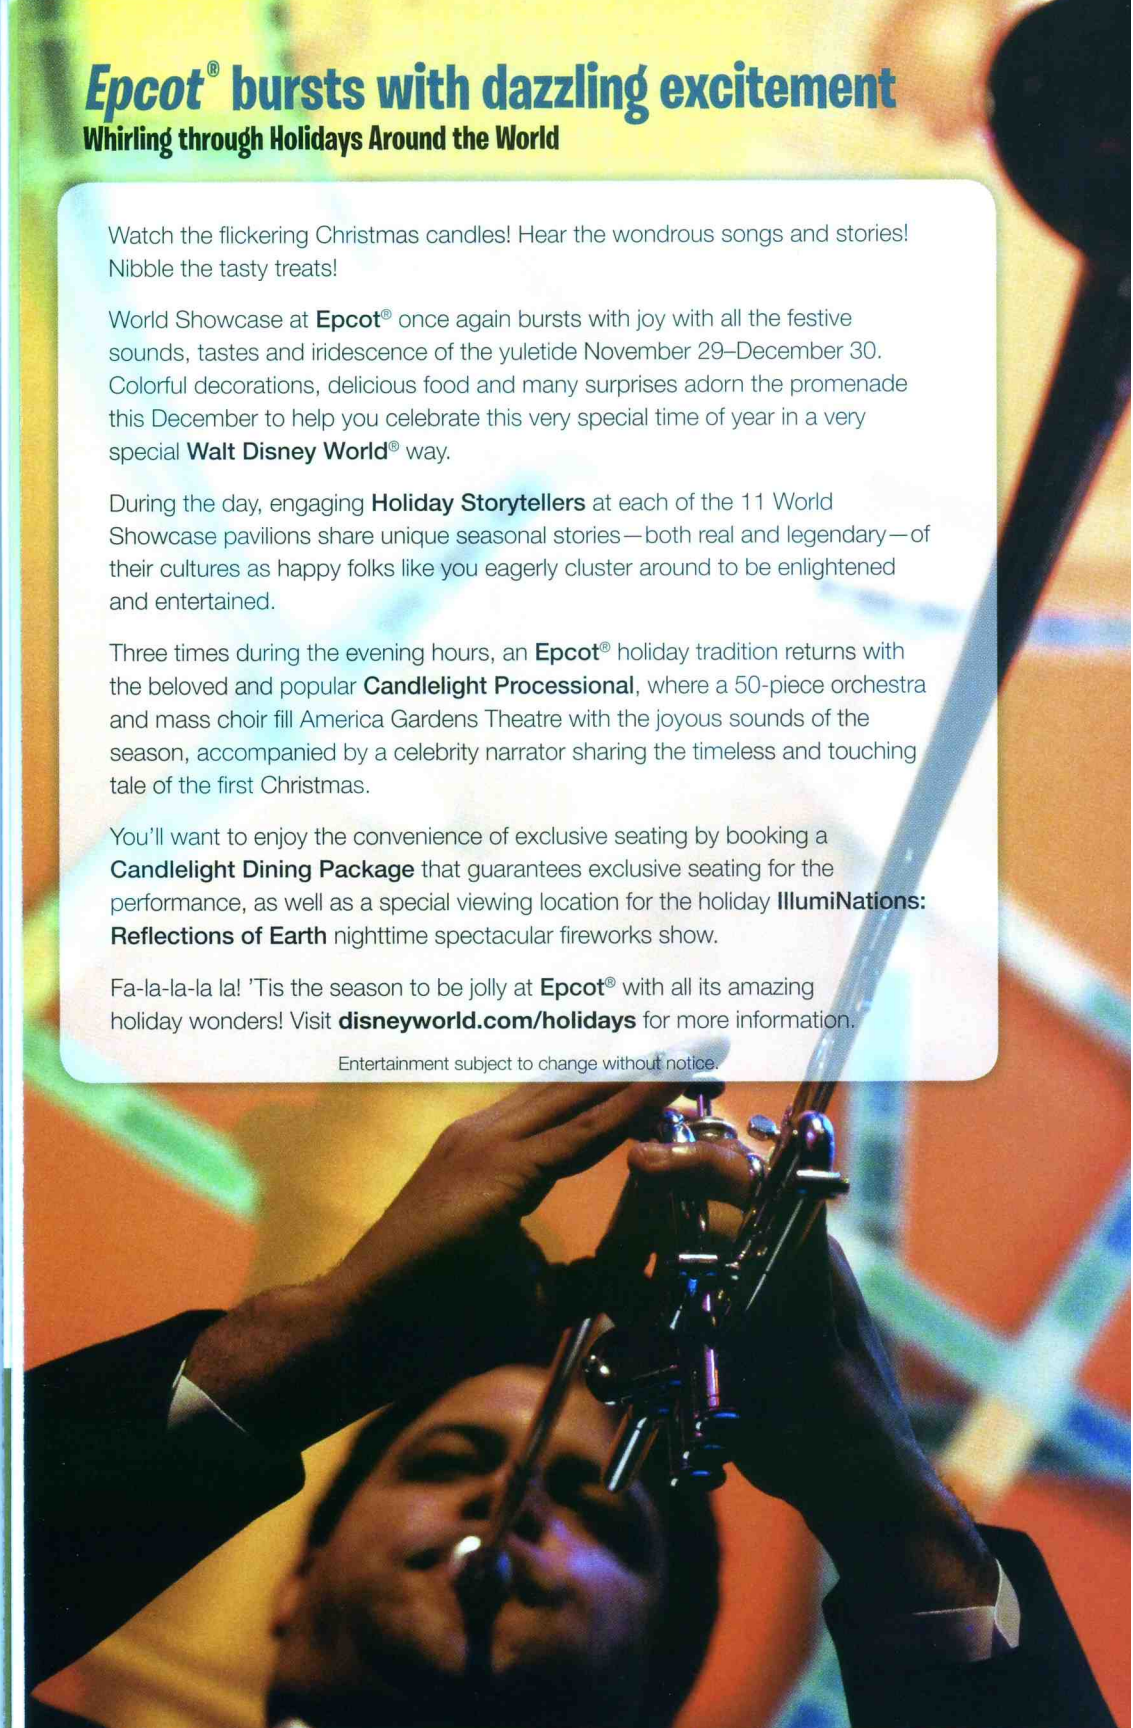 Epcot® bursts with dazzling excitement
Whirling through Holidays Around the World
Watch the flickering Christmas candles! Hear the wondrous songs and stories!
Nibble the tasty treats!
World Showcase at Epcot® once again bursts with joy with all the festive
sounds, tastes and iridescence of the yuletide November 29–December 30.
Colorful decorations, delicious food and many surprises adorn the promenade
this December to help you celebrate this very special time of year in a very
special Walt Disney World® way.
During the day, engaging Holiday Storytellers at each of the 11 World
Showcase pavilions share unique seasonal stories—both real and legendary—of
their cultures as happy folks like you eagerly cluster around to be enlightened
and entertained.
Three times during the evening hours, an Epcot® holiday tradition returns with
the beloved and popular Candlelight Processional, where a 50-piece orchestra
and mass choir fill America Gardens Theatre with the joyous sounds of the
season, accompanied by a celebrity narrator sharing the timeless and touching
tale of the first Christmas.
You'll want to enjoy the convenience of exclusive seating by booking a
Candlelight Dining Package that guarantees exclusive seating for the
performance, as well as a special viewing location for the holiday IllumiNations:
Reflections of Earth nighttime spectacular fireworks show.
Fa-la-la-la la! 'Tis the season to be jolly at Epcot® with all its amazing
holiday wonders! Visit disneyworld.com/holidays for more information.
Entertainment subject to change without notice.